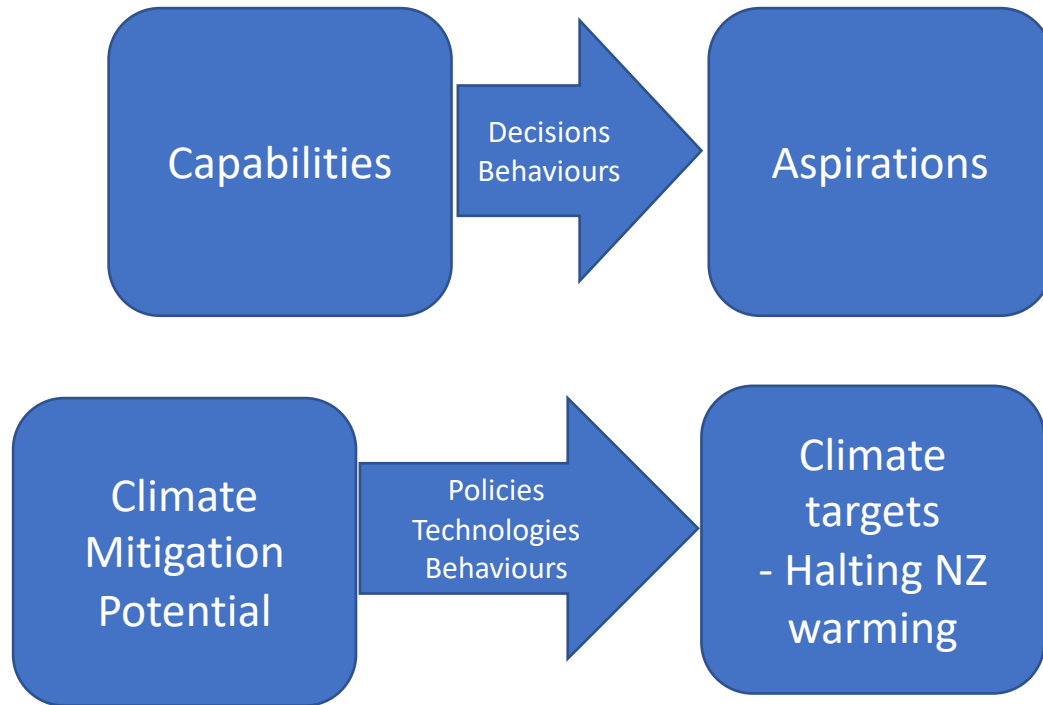 Capabilities
Decisions
Behaviours
Aspirations
Climate
Mitigation
Potential
Policies
Technologies
Behaviours
Climate
targets
- Halting NZ
warming